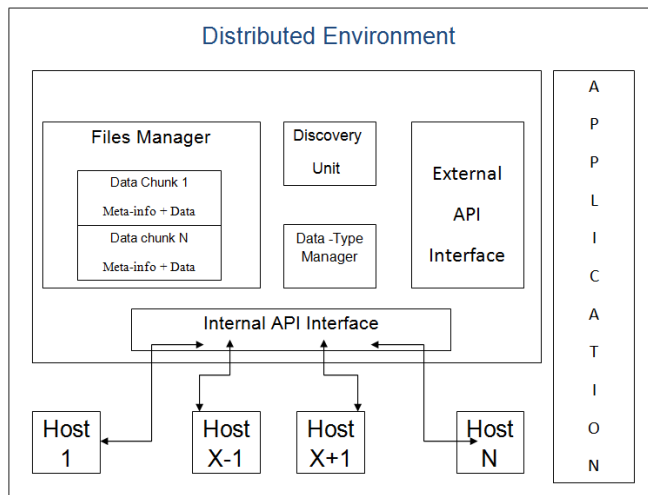 Distributed Environment
Files Manager
Data Chunk 1
Meta-info + Data
Data chunk N
Meta-info + Data
Discovery
Unit
Data -Type
Manager
External
API
Interface
Internal API Interface
Host
1
Host
X-1
Host
X+1
Host
N
A
P
P
L
I
C
A
T
I
O
N